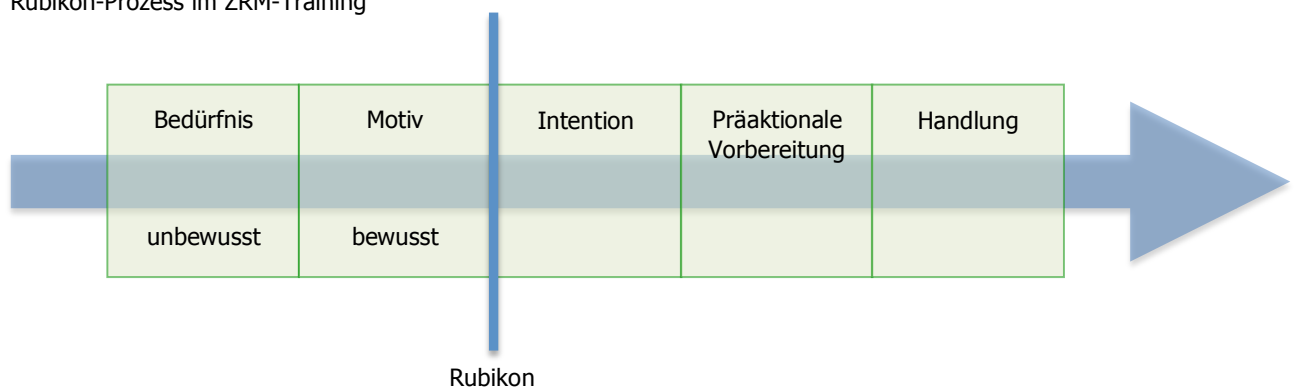 Rubikon-Prozess im ZRM-Training
Bedürfnis
Motiv
Intention
Präaktionale
Vorbereitung
Handlung
unbewusst
bewusst
Rubikon